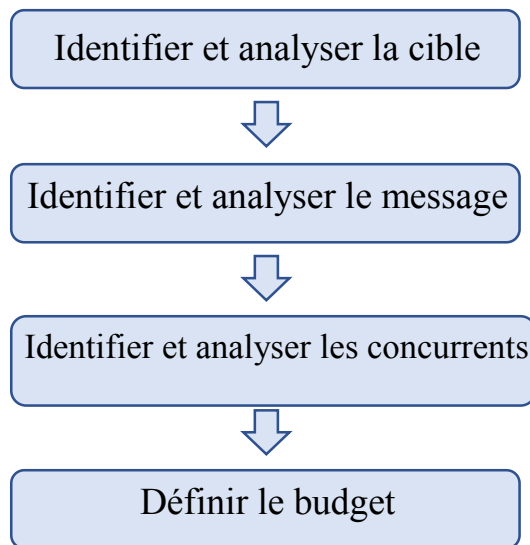 Identifier et analyser la cible
Identifier et analyser le message
Identifier et analyser les concurrents
Définir le budget